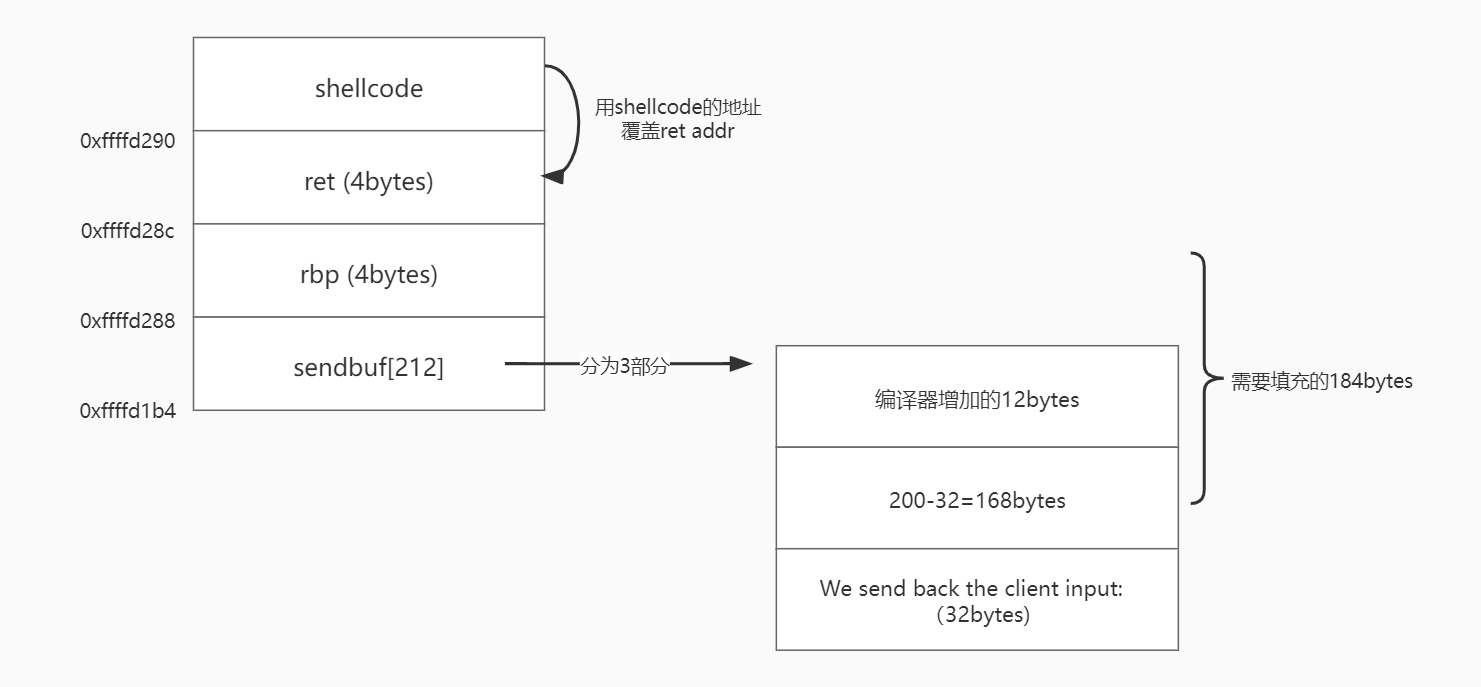 shellcode
用shellcode的地址
覆盖ret addr
0xffffd290
ret (4bytes)
0xffffd28c
rbp (4bytes)
0xffffd288
sendbuf[212]
分为3部分
0xffffd1b4
编译器增加的12bytes
需要填充的184bytes
200-32=168bytes
We send back the client input:
（32bytes)